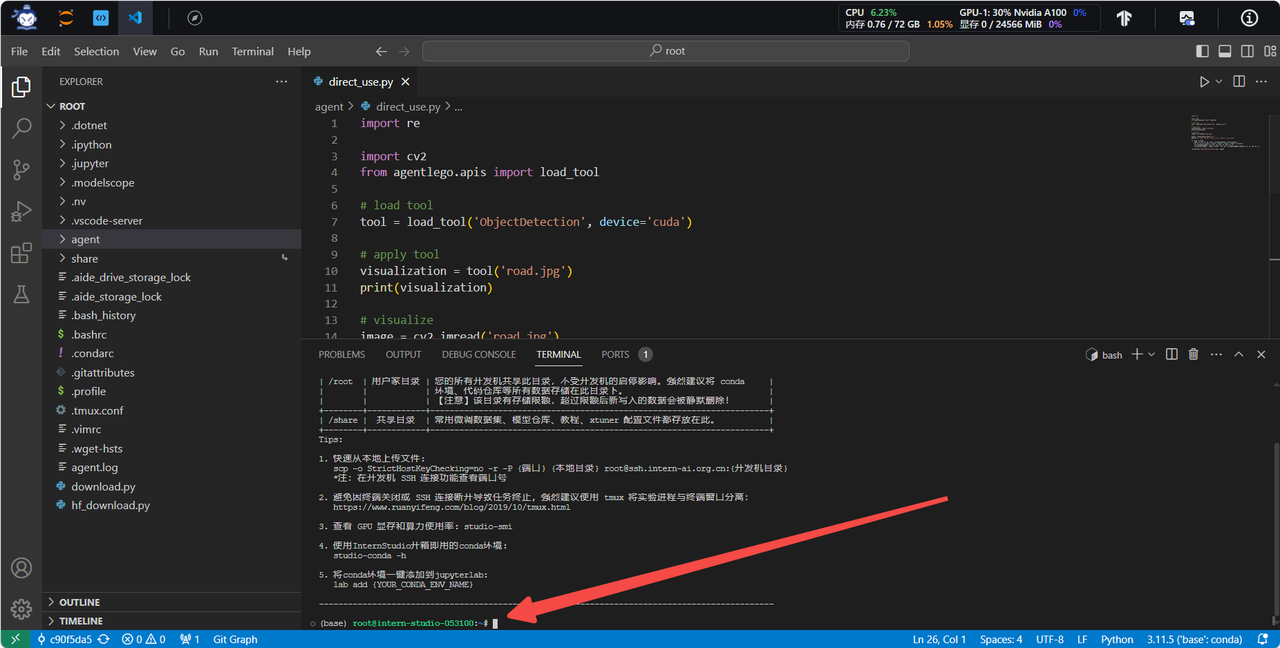 CPU 6.23% GPU-1: 30% Nvidia A100 0%
内存 0.76 / 72 GB 1.05% 显存 0 / 24566 MiB 0%
File Edit Selection View Go Run Terminal Help
root
EXPLORER
ROOT
.dotnet
.ipython
.jupyter
.modelscope
.nv
.vscode-server
agent
share
.aide_drive_storage_lock
.aide_storage_lock
.bash_history
.bashrc
.condarc
.gitattributes
.profile
.tmux.conf
.vimrc
.wget-hsts
agent.log
download.py
hf_download.py
OUTLINE
TIMELINE
direct_use.py
agent > direct_use.py > ...
1 import re
2
3 import cv2
4 from agentlego.apis import load_tool
5
6 # load tool
7 tool = load_tool('ObjectDetection', device='cuda')
8
9 # apply tool
10 visualization = tool('road.jpg')
11 print(visualization)
12
13 # visualize
14 image = cv2.imread('road.jpg')
PROBLEMS OUTPUT DEBUG CONSOLE TERMINAL PORTS 1
bash
| /root | 用户家目录 | 您的所有开发机共享此目录，不受开发机的启停影响。强烈建议将 conda |
| | | 环境、代码仓库等所有数据存储在此目录下。 |
| | | 【注意】该目录有存储限额，超过限额后新写入的数据会被静默删除！ |
| /share | 共享目录 | 常用微调数据集、模型仓库、教程、xtuner 配置文件都存放在此。 |
Tips:
1. 快速从本地上传文件：
scp -o StrictHostKeyChecking=no -r -P {端口} {本地目录} root@ssh.intern-ai.org.cn:{开发机目录}
*注：在开发机 SSH 连接功能查看端口号
2. 避免因终端关闭或 SSH 连接断开导致任务终止，强烈建议使用 tmux 将实验进程与终端窗口分离：
https://www.ruanyifeng.com/blog/2019/10/tmux.html
3. 查看 GPU 显存和算力使用率：studio-smi
4. 使用InternStudio开箱即用的conda环境：
studio-conda -h
5. 将conda环境一键添加到jupyterlab：
lab add {YOUR_CONDA_ENV_NAME}
(base) root@intern-studio-053100:~#
c90f5da5 0 0 1 Git Graph
Ln 26, Col 1 Spaces: 4 UTF-8 LF Python 3.11.5 ('base': conda)